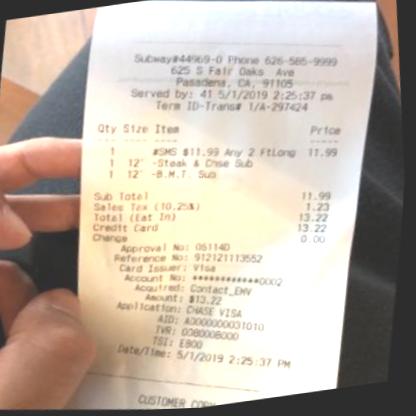 Subway#44969-0 Phone 626-585-9999
625 S Fair Oaks Ave
Pasadena, CA, 91105
Served by: 41 5/1/2019 2:25:37 pm
Term ID-Trans# 1/A-297424
Qty Size Item Price
1 #SMS $11.99 Any 2 FtLong 11.99
1 12" -Steak & Chse Sub
1 12" -B.M.T. Sub
Sub Total 11.99
Sales Tax (10.25%) 1.23
Total (Eat In) 13.22
Credit Card 13.22
Change 0.00
Approval No: 06114D
Reference No: 912121113552
Card Issuer: Visa
Account No: ************0002
Acquired: Contact_EMV
Amount: $13.22
Application: CHASE VISA
AID: A0000000031010
TVR: 0080008000
TSI: E800
Date/Time: 5/1/2019 2:25:37 PM
CUSTOMER COPY